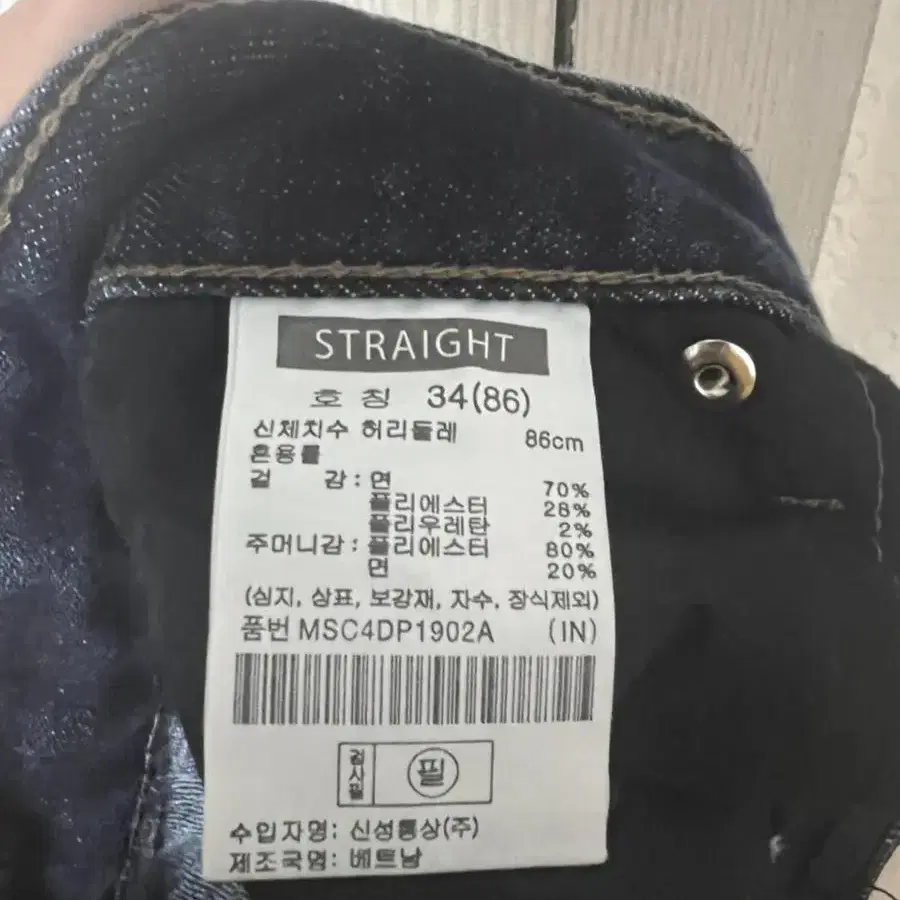 STRAIGHT
호 칭 34(86)
신체치수 허리둘레 86cm
혼용률
겉 감 : 면 70%
폴리에스터 28%
폴리우레탄 2%
주머니감 : 폴리에스터 80%
면 20%
(심지, 상표, 보강재, 자수, 장식제외)
품번 MSC4DP1902A (IN)
검사필 필
수입자명: 신성통상(주)
제조국명: 베트남